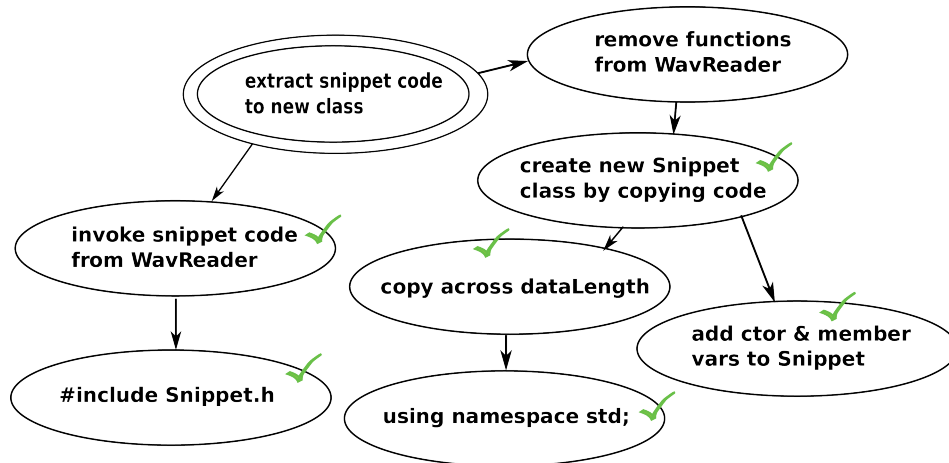 extract snippet code
to new class
remove functions
from WavReader
create new Snippet
class by copying code
invoke snippet code
from WavReader
copy across dataLength
add ctor & member
vars to Snippet
#include Snippet.h
using namespace std;